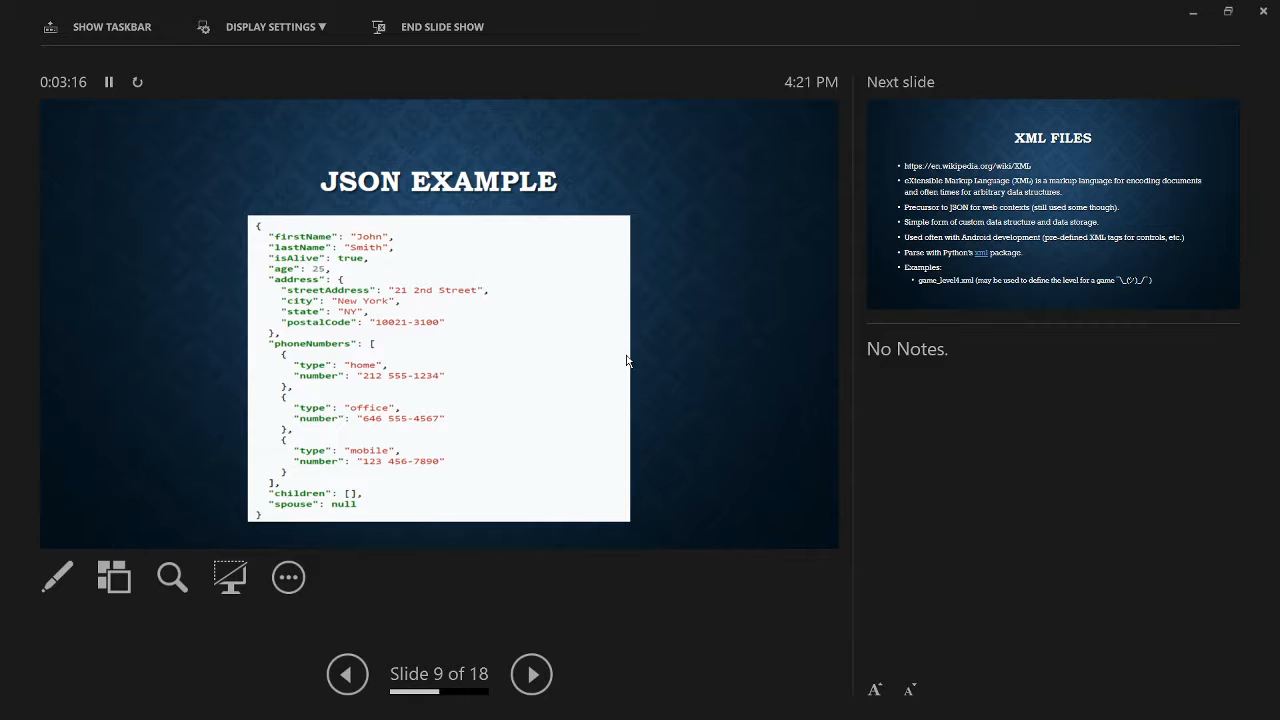 SHOW TASKBAR
DISPLAY SETTINGS ▼
END SLIDE SHOW
0:03:16
4:21 PM
JSON EXAMPLE
{
  "firstName": "John",
  "lastName": "Smith",
  "isAlive": true,
  "age": 25,
  "address": {
    "streetAddress": "21 2nd Street",
    "city": "New York",
    "state": "NY",
    "postalCode": "10021-3100"
  },
  "phoneNumbers": [
    {
      "type": "home",
      "number": "212 555-1234"
    },
    {
      "type": "office",
      "number": "646 555-4567"
    },
    {
      "type": "mobile",
      "number": "123 456-7890"
    }
  ],
  "children": [],
  "spouse": null
}
Slide 9 of 18
Next slide
XML FILES
• https://en.wikipedia.org/wiki/XML
• eXtensible Markup Language (XML) is a markup language for encoding documents
and often times for arbitrary data structures.
• Precursor to JSON for web contexts (still used some though).
• Simple form of custom data structure and data storage.
• Used often with Android development (pre-defined XML tags for controls, etc.)
• Parse with Python's xml package.
• Examples:
• game_level4.xml (may be used to define the level for a game ¯\_(ツ)_/¯ )
No Notes.
A A